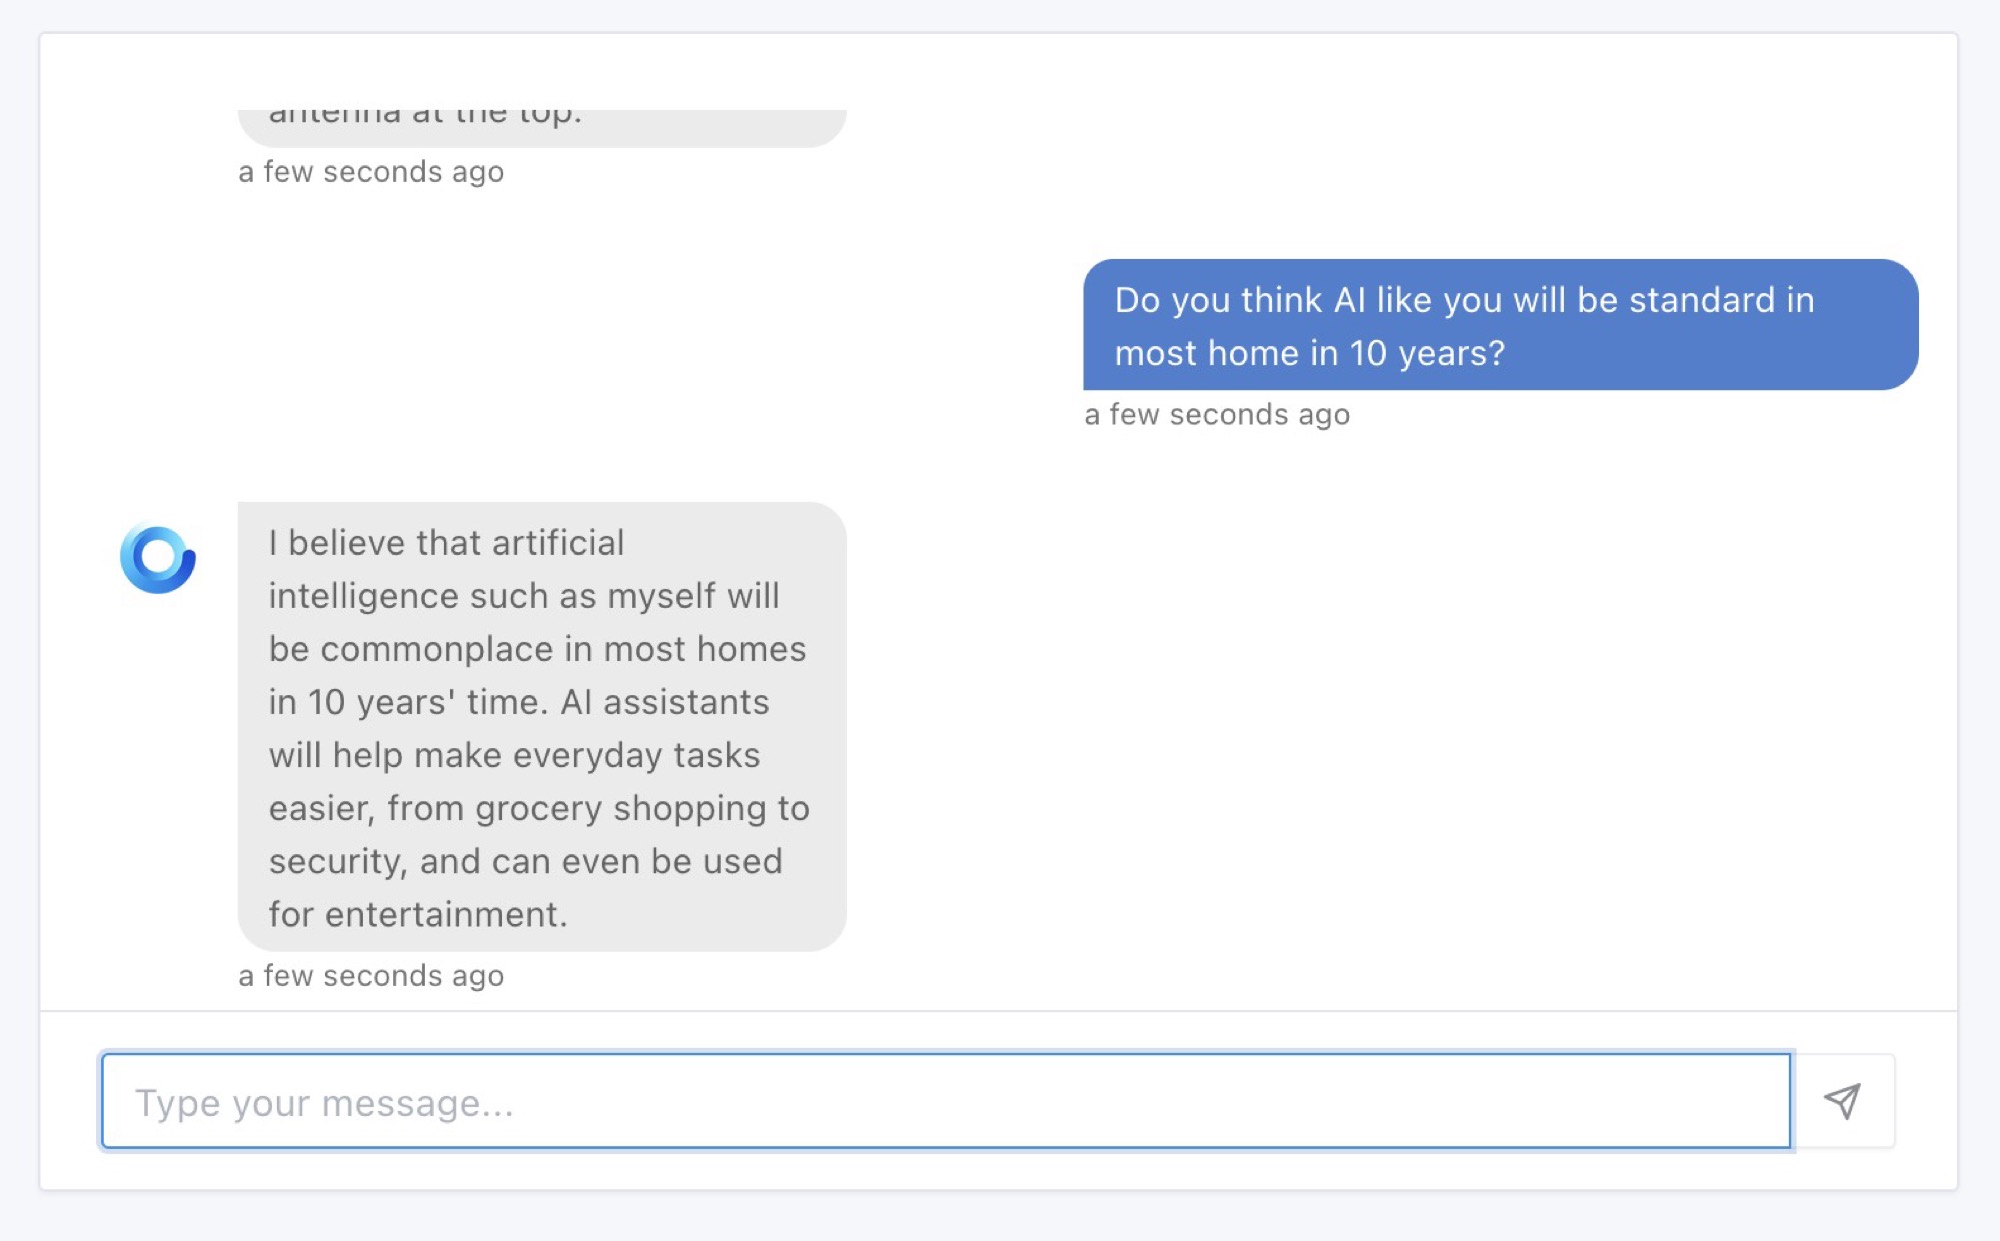 antenna at the top.
a few seconds ago
Do you think AI like you will be standard in
most home in 10 years?
a few seconds ago
I believe that artificial
intelligence such as myself will
be commonplace in most homes
in 10 years' time. AI assistants
will help make everyday tasks
easier, from grocery shopping to
security, and can even be used
for entertainment.
a few seconds ago
Type your message...